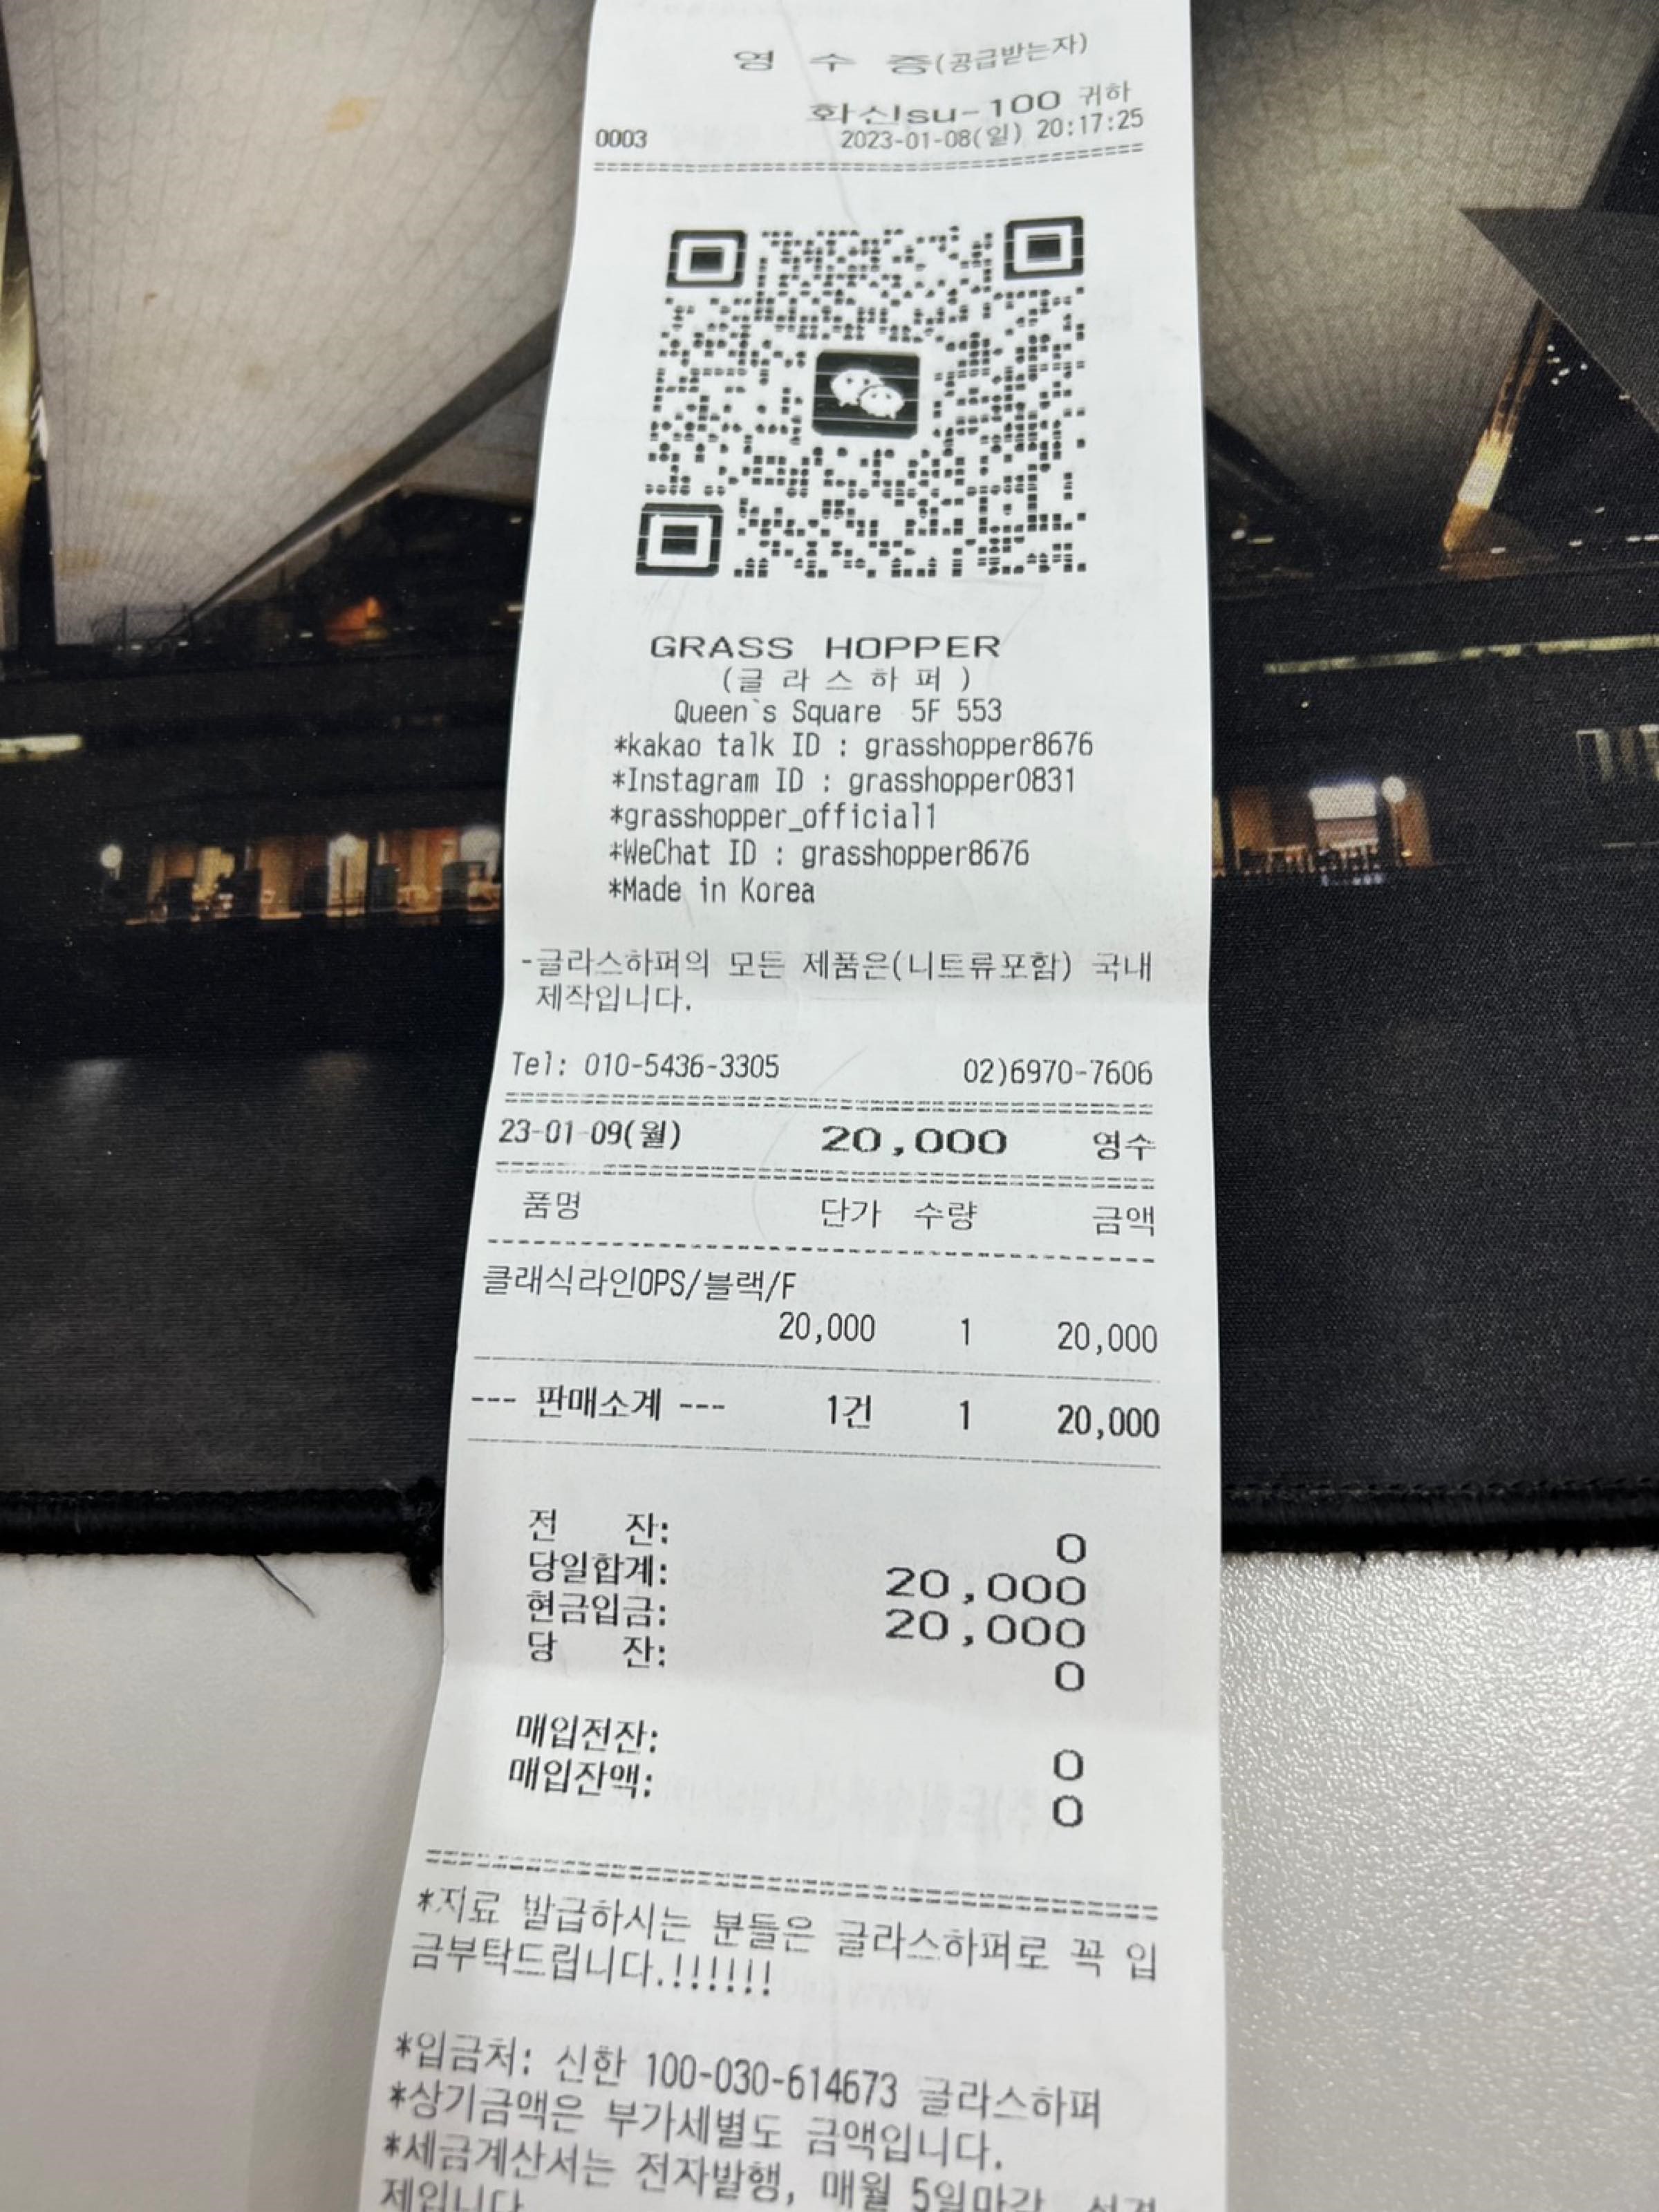 영 수 증(공급받는자)
화신su-100 귀하
0003 2023-01-08(일) 20:17:25
GRASS HOPPER
(글라스하퍼)
Queen`s Square 5F 553
*kakao talk ID : grasshopper8676
*Instagram ID : grasshopper0831
*grasshopper_official1
*WeChat ID : grasshopper8676
*Made in Korea
-글라스하퍼의 모든 제품은(니트류포함) 국내
제작입니다.
Tel: 010-5436-3305 02)6970-7606
23-01-09(월) 20,000 영수
품명 단가 수량 금액
클래식라인OPS/블랙/F
20,000 1 20,000
--- 판매소계 --- 1건 1 20,000
전 잔: 0
당일합계: 20,000
현금입금: 20,000
당 잔: 0
매입전잔: 0
매입잔액: 0
*지료 발급하시는 분들은 글라스하퍼로 꼭 입
금부탁드립니다.!!!!!!!
*입금처: 신한 100-030-614673 글라스하퍼
*상기금액은 부가세별도 금액입니다.
*세금계산서는 전자발행, 매월 5일마감
제입니다